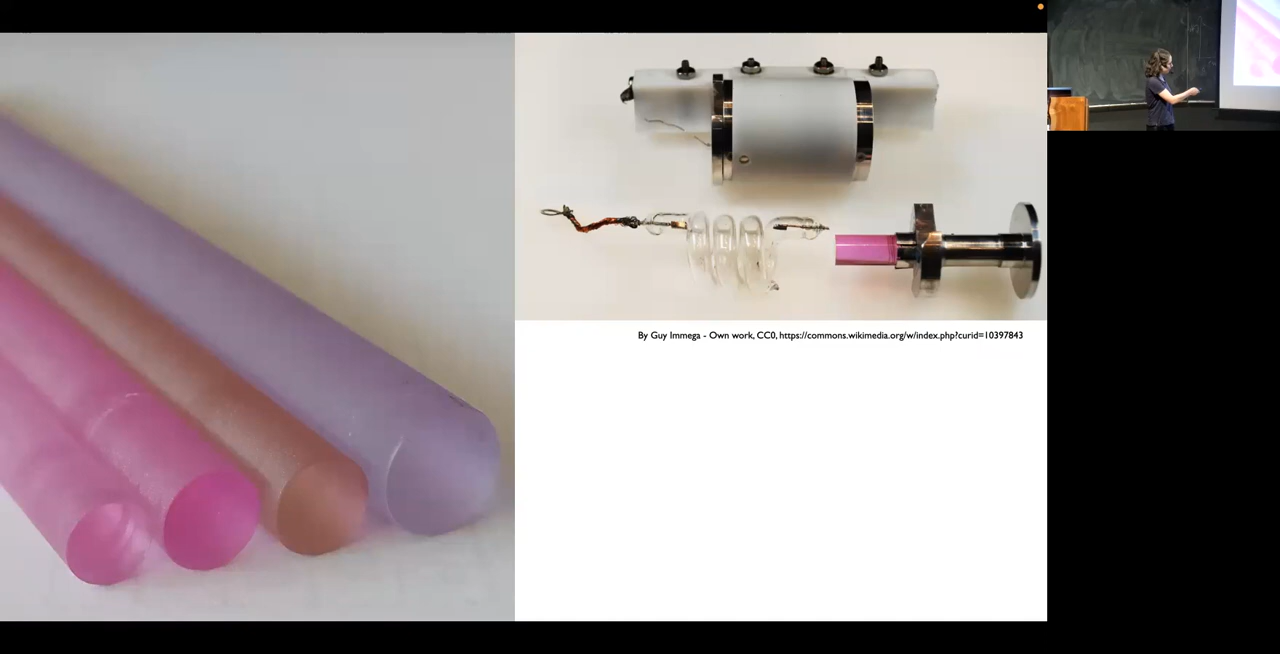 By Guy Immega - Own work, CC0, https://commons.wikimedia.org/w/index.php?curid=10397843